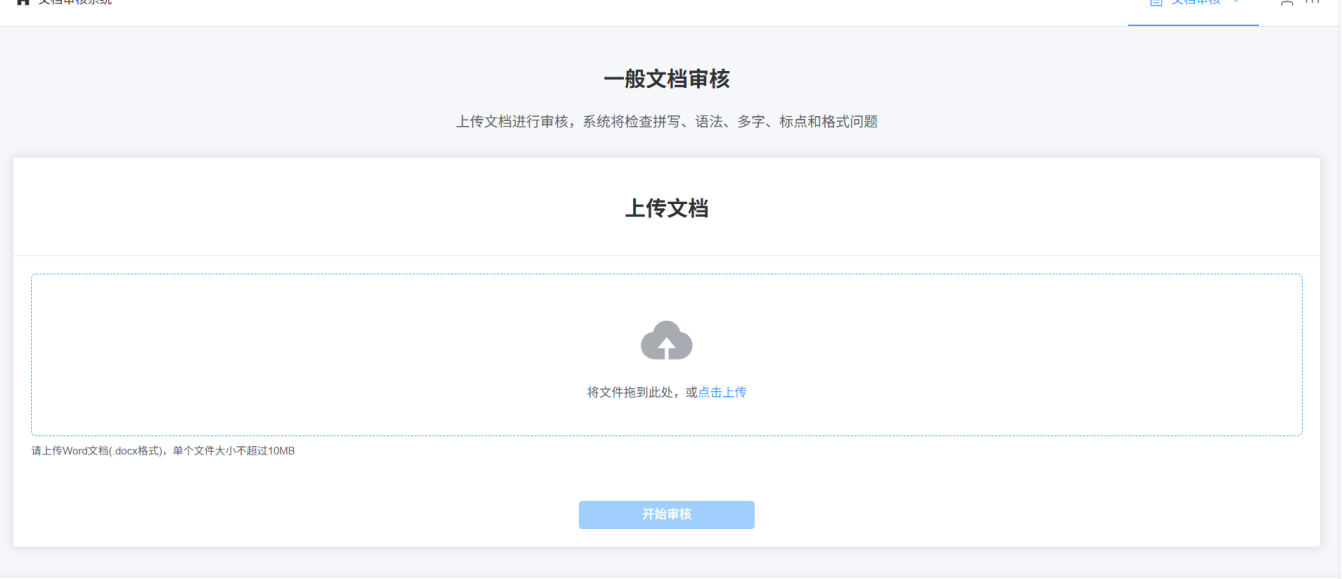 文档审核系统
文档审核
一般文档审核
上传文档进行审核，系统将检查拼写、语法、多字、标点和格式问题
上传文档
将文件拖到此处，或点击上传
请上传Word文档(.docx格式)，单个文件大小不超过10MB
开始审核